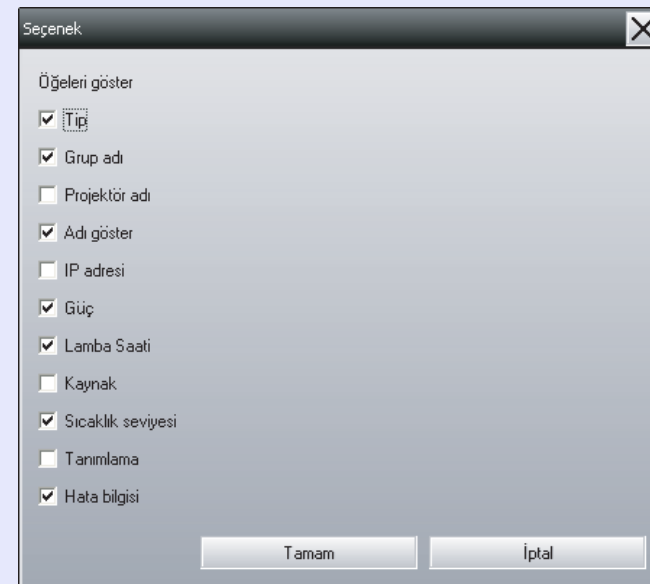 Seçenek
Öğeleri göster
Tip
Grup adı
Projektör adı
Adı göster
IP adresi
Güç
Lamba Saati
Kaynak
Sıcaklık seviyesi
Tanımlama
Hata bilgisi
Tamam
İptal